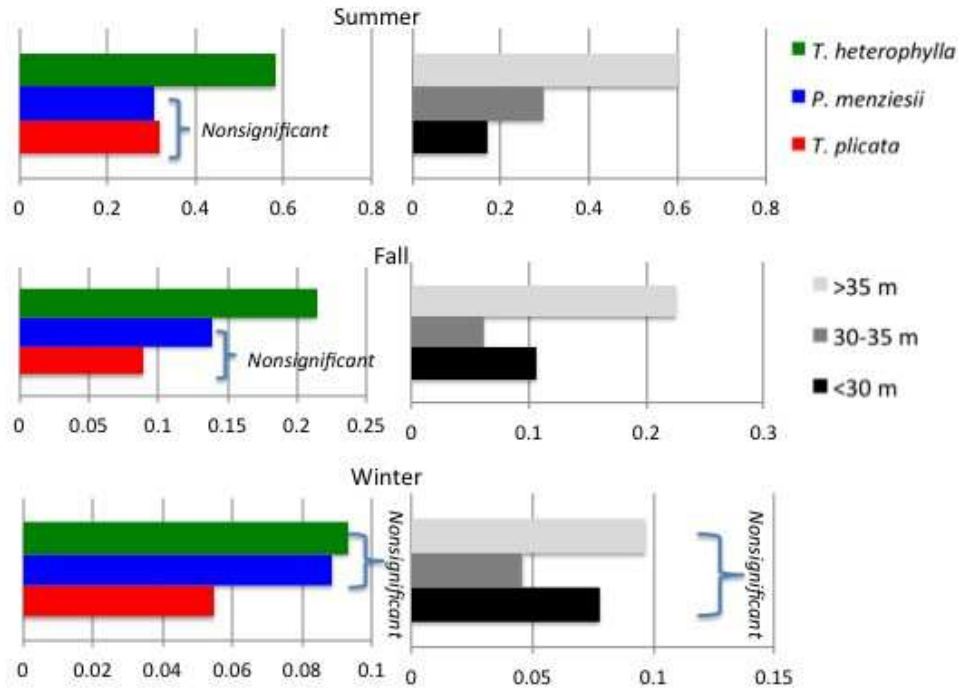 Summer
T. heterophylla
P. menziesii
T. plicata
Nonsignificant
0 0.2 0.4 0.6 0.8
0 0.2 0.4 0.6 0.8
Fall
>35 m
30-35 m
<30 m
Nonsignificant
0 0.05 0.1 0.15 0.2 0.25
0 0.1 0.2 0.3
Winter
Nonsignificant
Nonsignificant
0 0.02 0.04 0.06 0.08 0.1
0 0.05 0.1 0.15